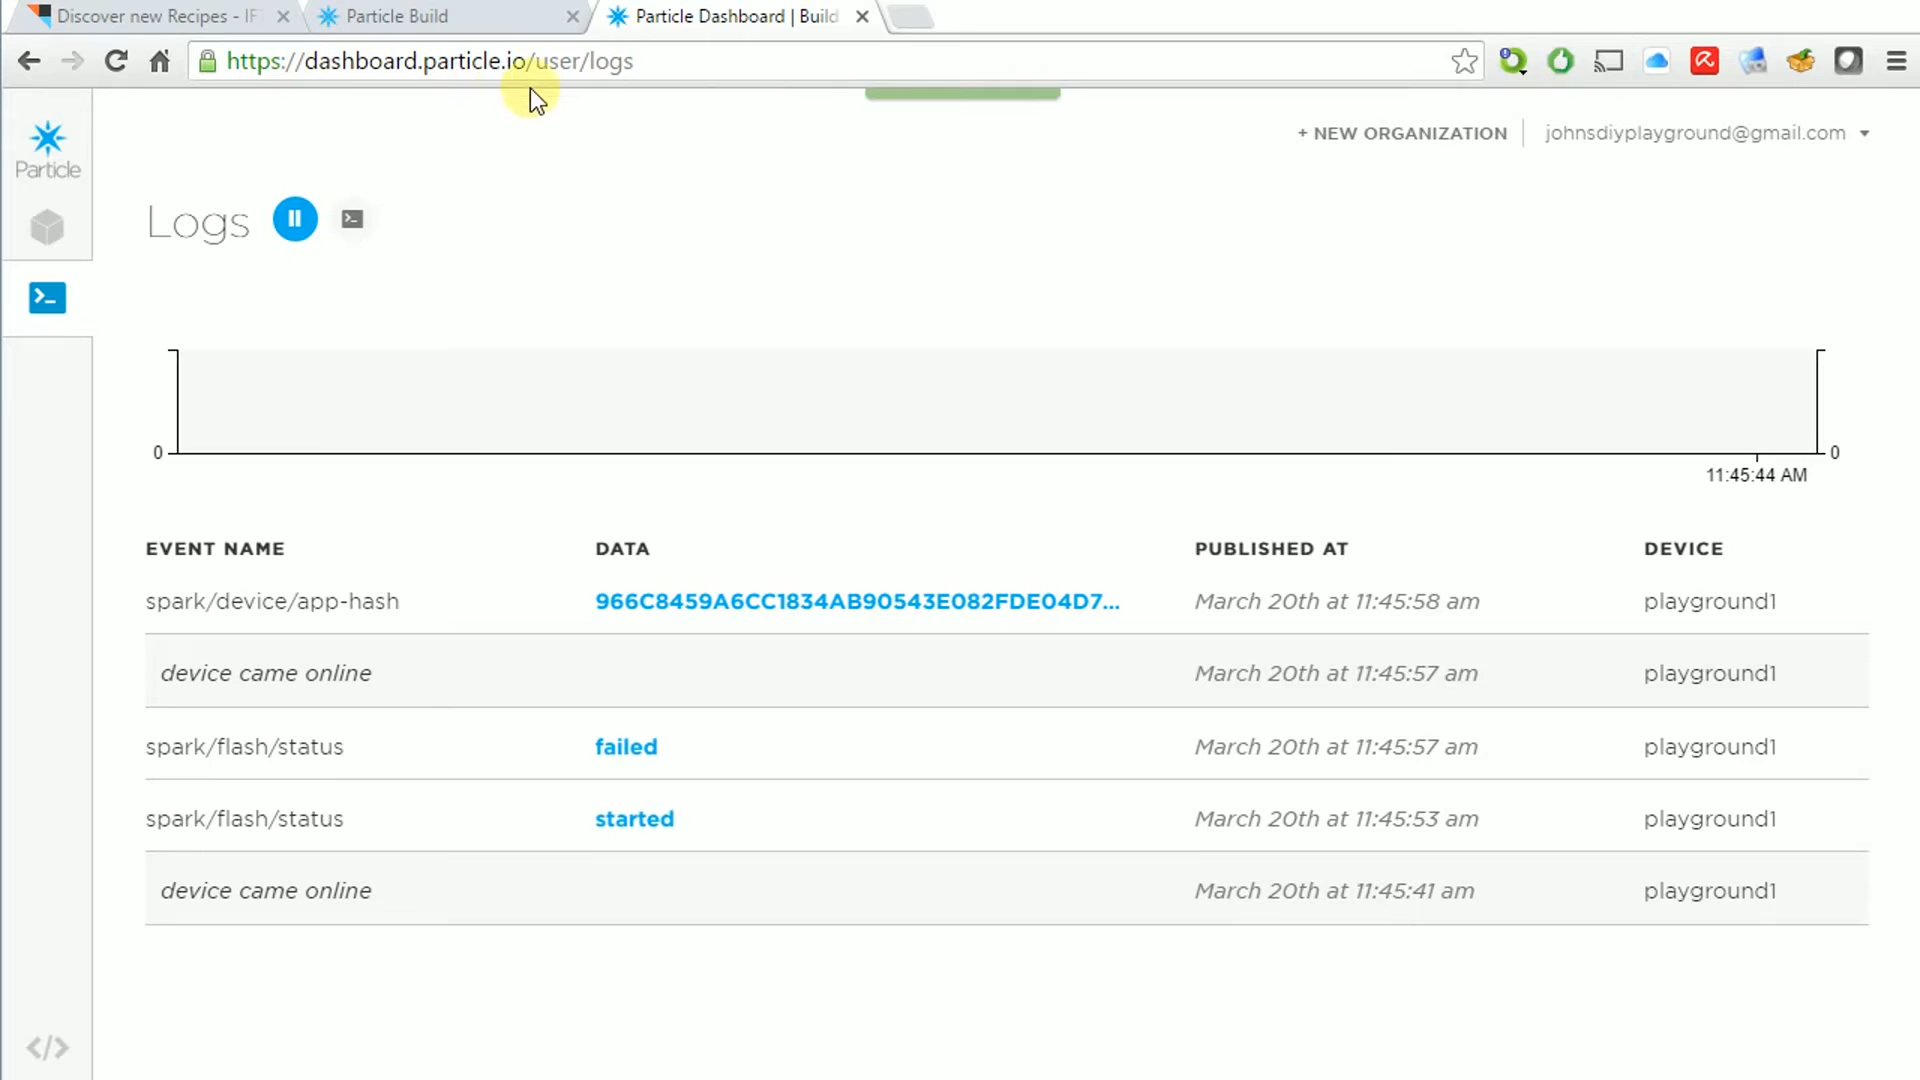 Discover new Recipes - IF
Particle Build
Particle Dashboard | Build
https://dashboard.particle.io/user/logs
+ NEW ORGANIZATION
johnsdiyplayground@gmail.com
Particle
Logs
0
0
11:45:44 AM
EVENT NAME DATA PUBLISHED AT DEVICE
spark/device/app-hash 966C8459A6CC1834AB90543E082FDE04D7... March 20th at 11:45:58 am playground1
device came online March 20th at 11:45:57 am playground1
spark/flash/status failed March 20th at 11:45:57 am playground1
spark/flash/status started March 20th at 11:45:53 am playground1
device came online March 20th at 11:45:41 am playground1